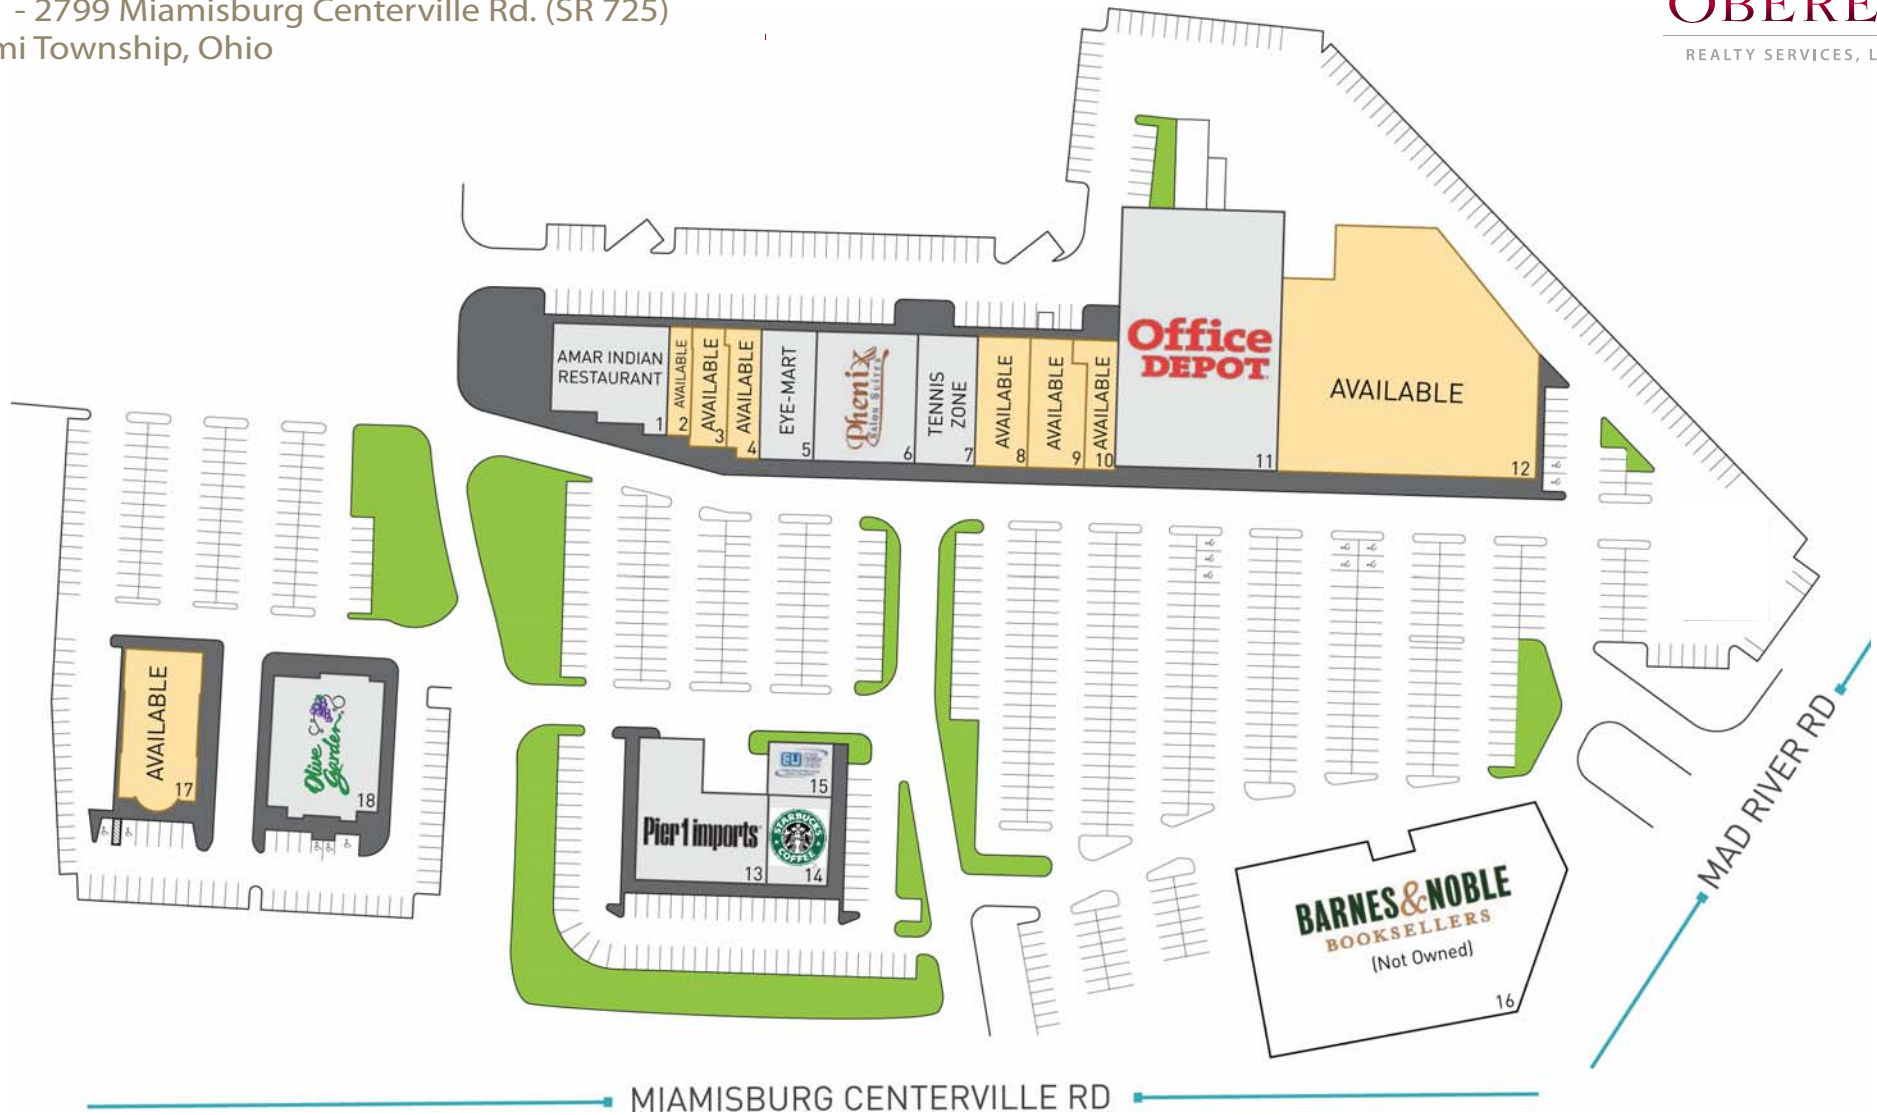 - 2799 Miamisburg Centerville Rd. (SR 725)
mi Township, Ohio
OBERE
REALTY SERVICES, L
AMAR INDIAN
RESTAURANT
1
AVAILABLE
2
AVAILABLE
3
AVAILABLE
4
EYE-MART
5
Phenix
Salon Suites
6
TENNIS
ZONE
7
AVAILABLE
8
AVAILABLE
9
AVAILABLE
10
Office
DEPOT
11
AVAILABLE
12
AVAILABLE
17
Olive
Garden
18
EU
15
Pier 1 imports
13
STARBUCKS
COFFEE
14
BARNES&NOBLE
BOOKSELLERS
(Not Owned)
16
MAD RIVER RD
MIAMISBURG CENTERVILLE RD